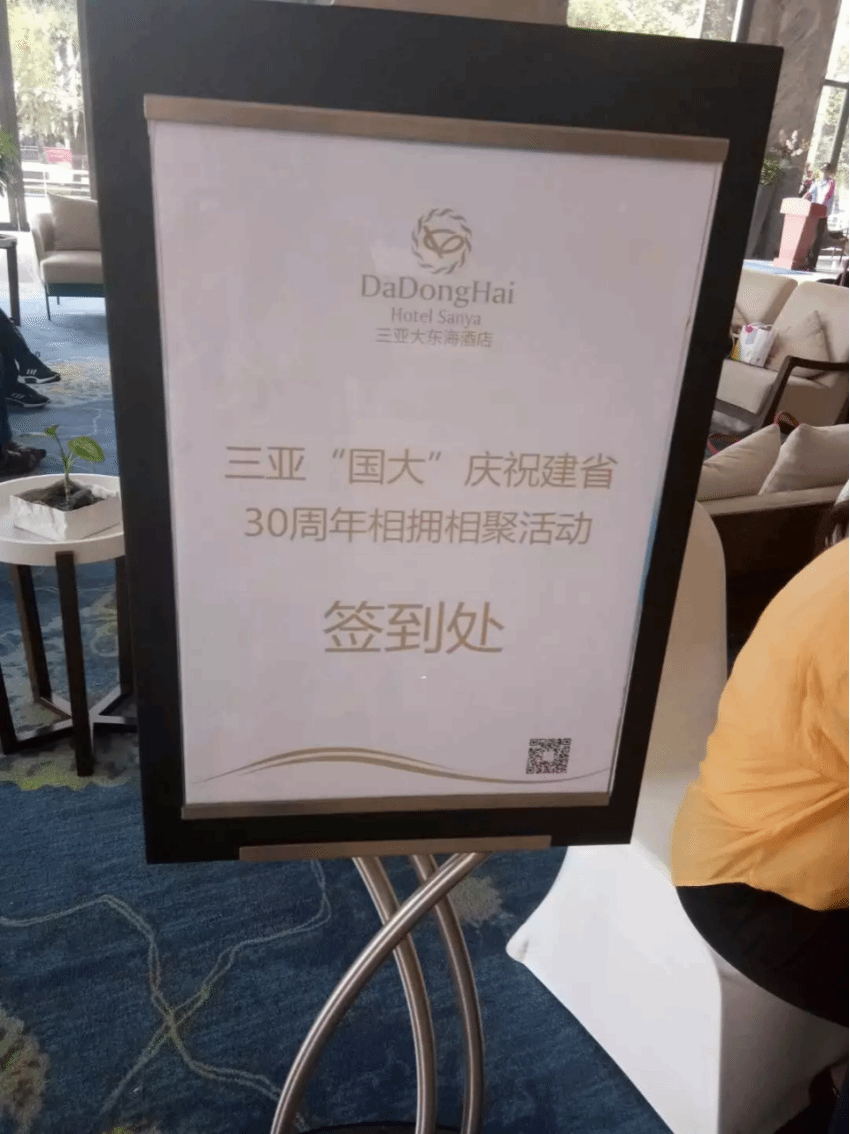 DaDongHai
Hotel Sanya
三亚大东海酒店
三亚“国大”庆祝建省
30周年相拥相聚活动
签到处